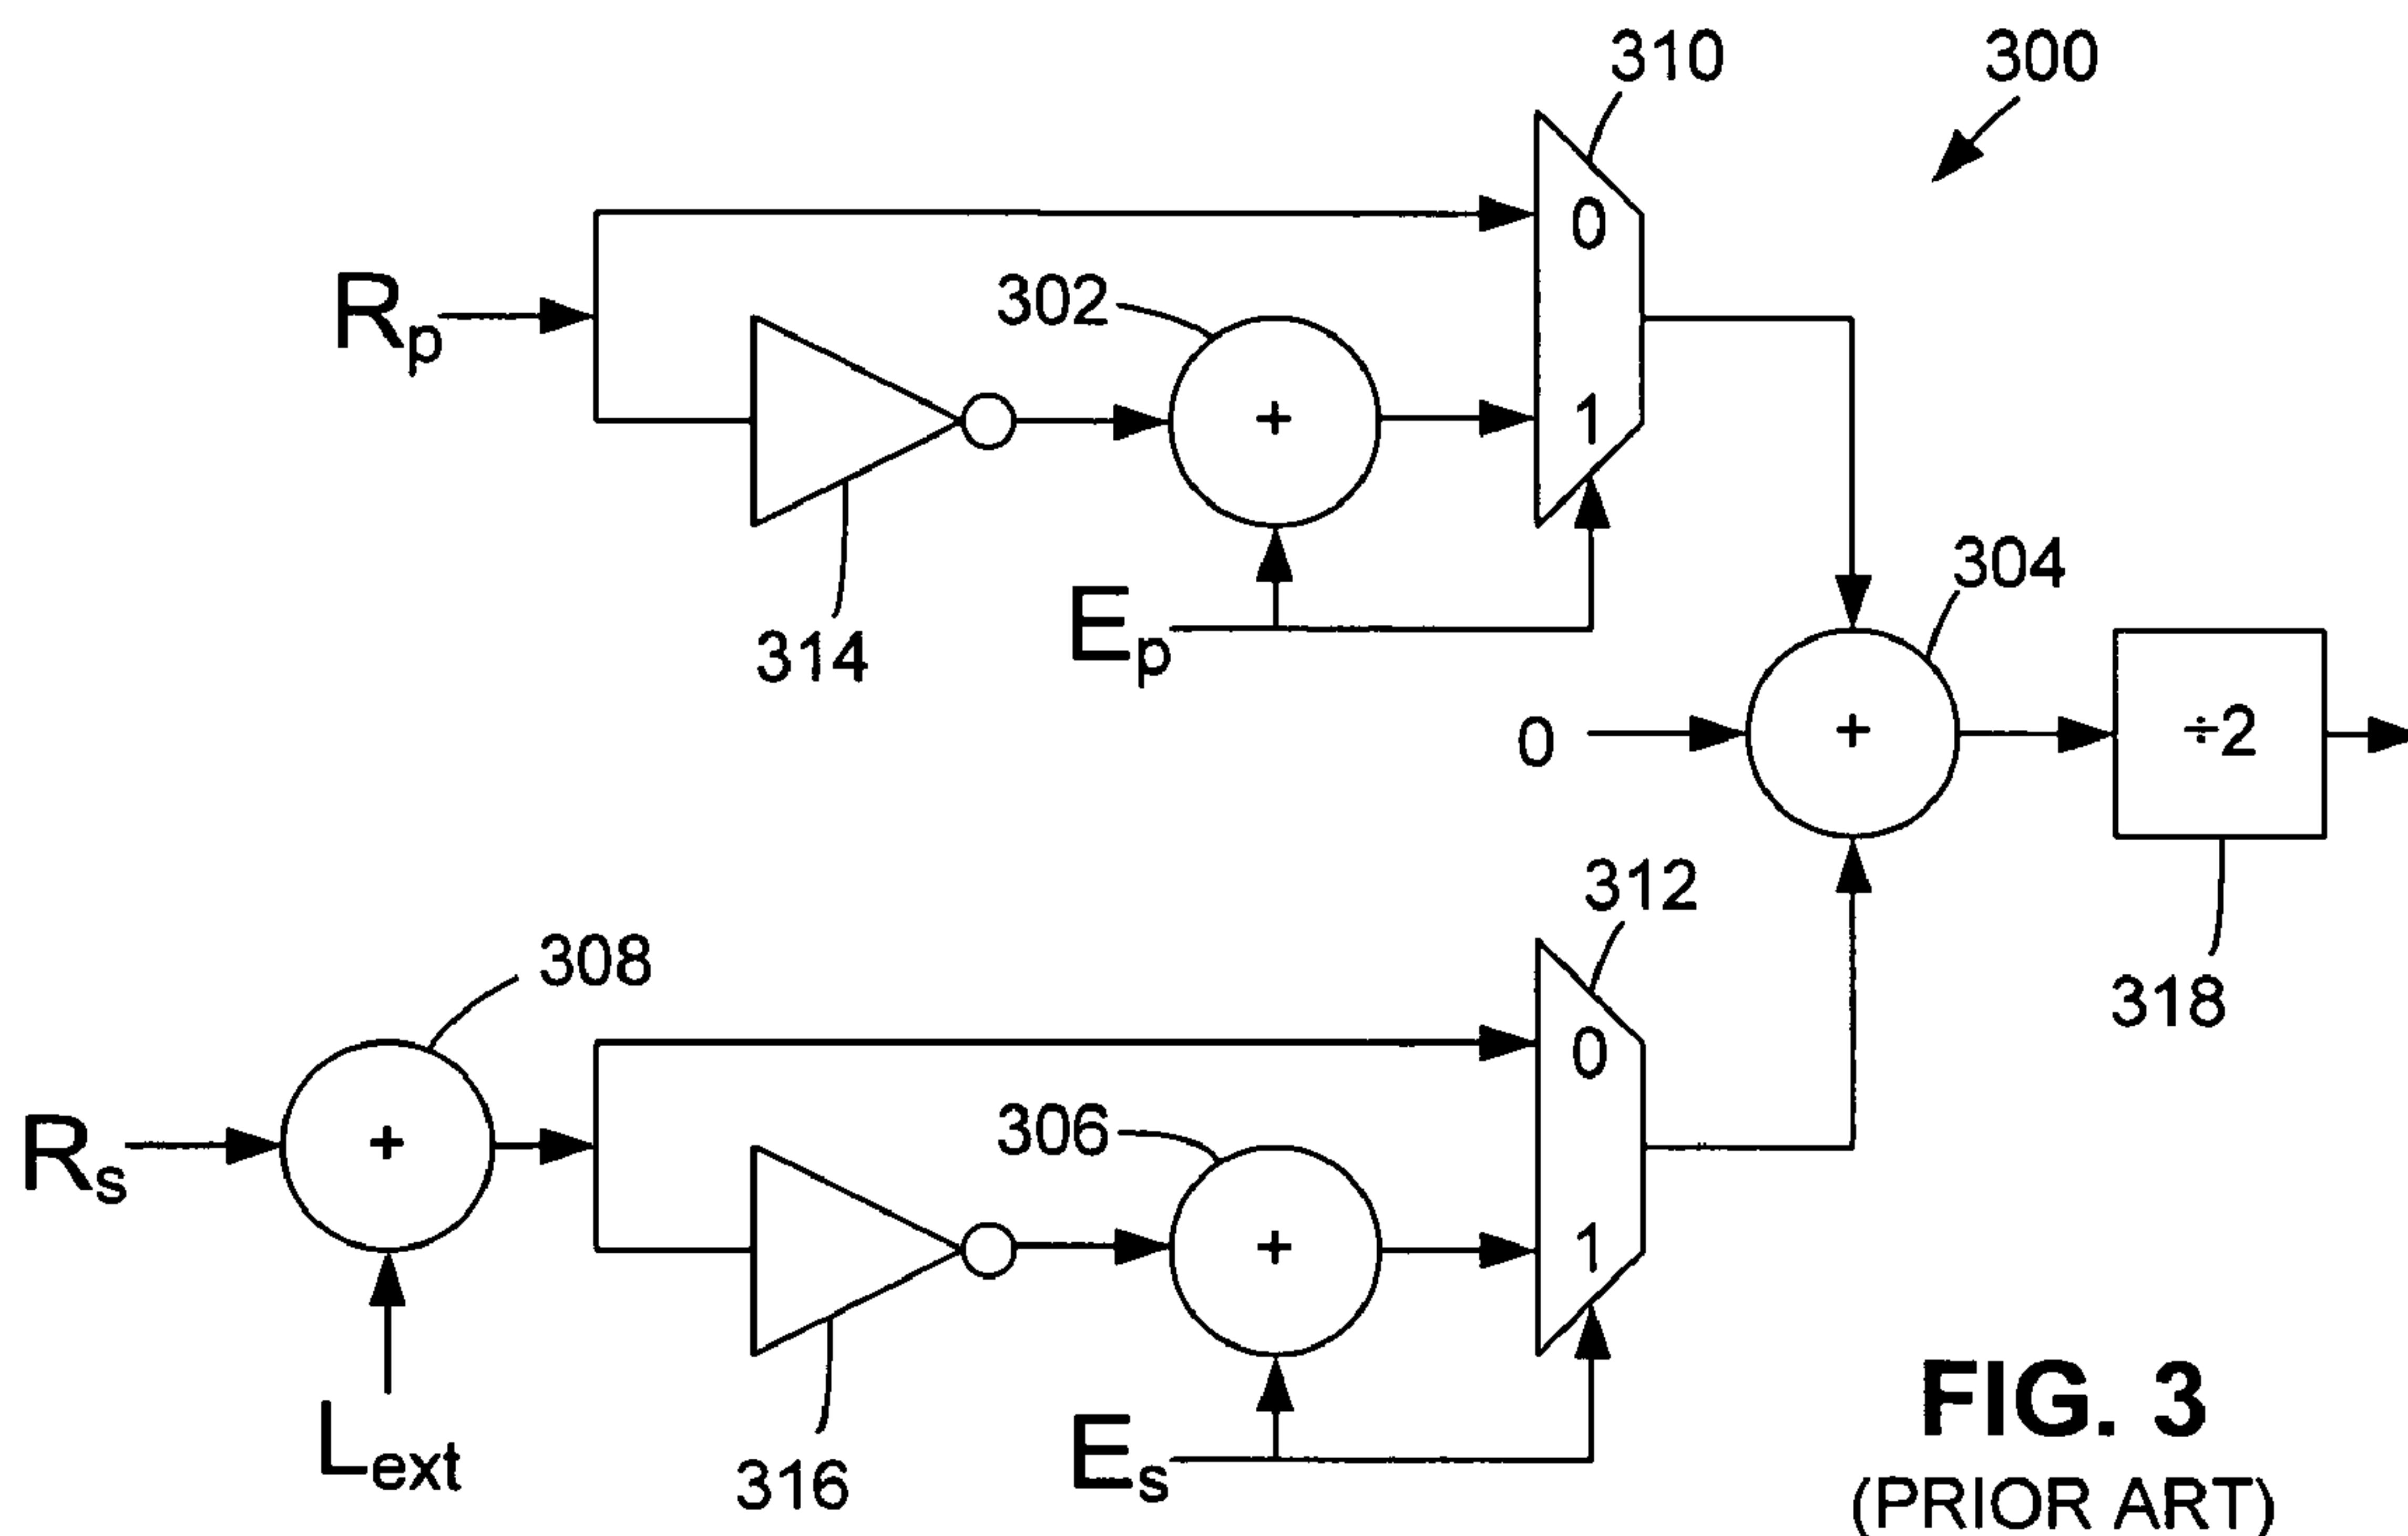 310
300
0
302
Rp
+
1
304
314
Ep
0
+
÷2
312
308
318
0
306
Rs
+
+
1
Lext
316
Es
FIG. 3
(PRIOR ART)